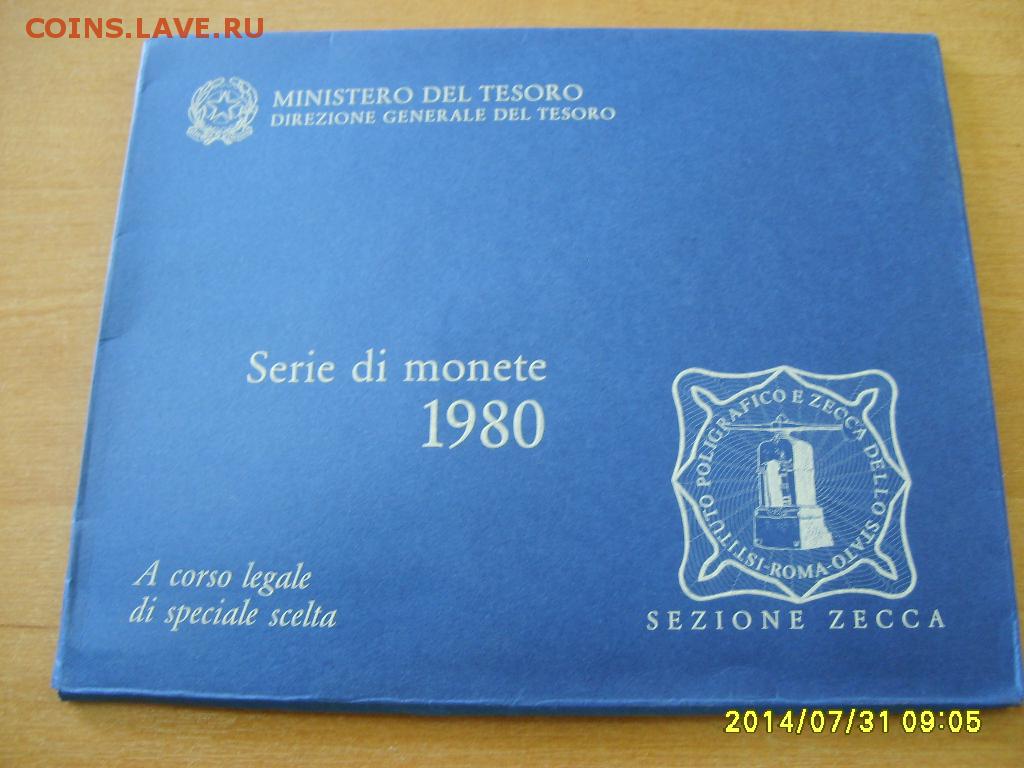 COINS.LAVE.RU
MINISTERO DEL TESORO
DIREZIONE GENERALE DEL TESORO
Serie di monete
1980
A corso legale
di speciale scelta
ISTITUTO POLIGRAFICO E ZECCA DELLO STATO-ROMA-
SEZIONE ZECCA
2014/07/31 09:05